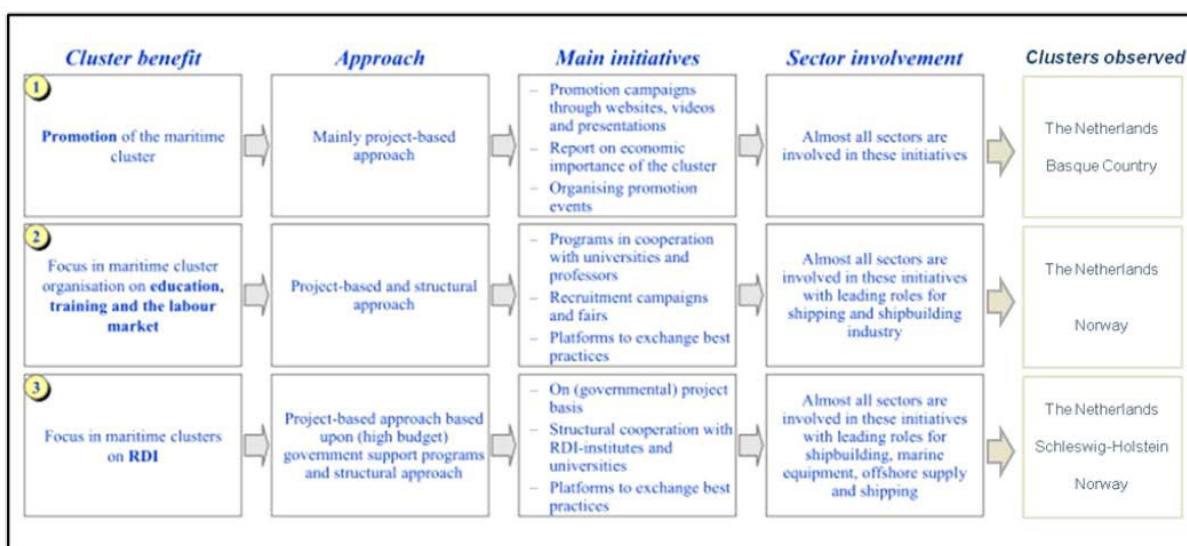 Cluster benefit
Approach
Main initiatives
Sector involvement
Clusters observed
1
Promotion of the maritime
cluster
Mainly project-based
approach
– Promotion campaigns
through websites, videos
and presentations
– Report on economic
importance of the cluster
– Organising promotion
events
Almost all sectors are
involved in these initiatives
The Netherlands
Basque Country
2
Focus in maritime cluster
organisation on education,
training and the labour
market
Project-based and structural
approach
– Programs in cooperation
with universities and
professors
– Recruitment campaigns
and fairs
– Platforms to exchange best
practices
Almost all sectors are
involved in these initiatives
with leading roles for
shipping and shipbuilding
industry
The Netherlands
Norway
3
Focus in maritime clusters
on RDI
Project-based approach based
upon (high budget)
government support programs
and structural approach
– On (governmental) project
basis
– Structural cooperation with
RDI-institutes and
universities
– Platforms to exchange best
practices
Almost all sectors are
involved in these initiatives
with leading roles for
shipbuilding, marine
equipment, offshore supply
and shipping
The Netherlands
Schleswig-Holstein
Norway